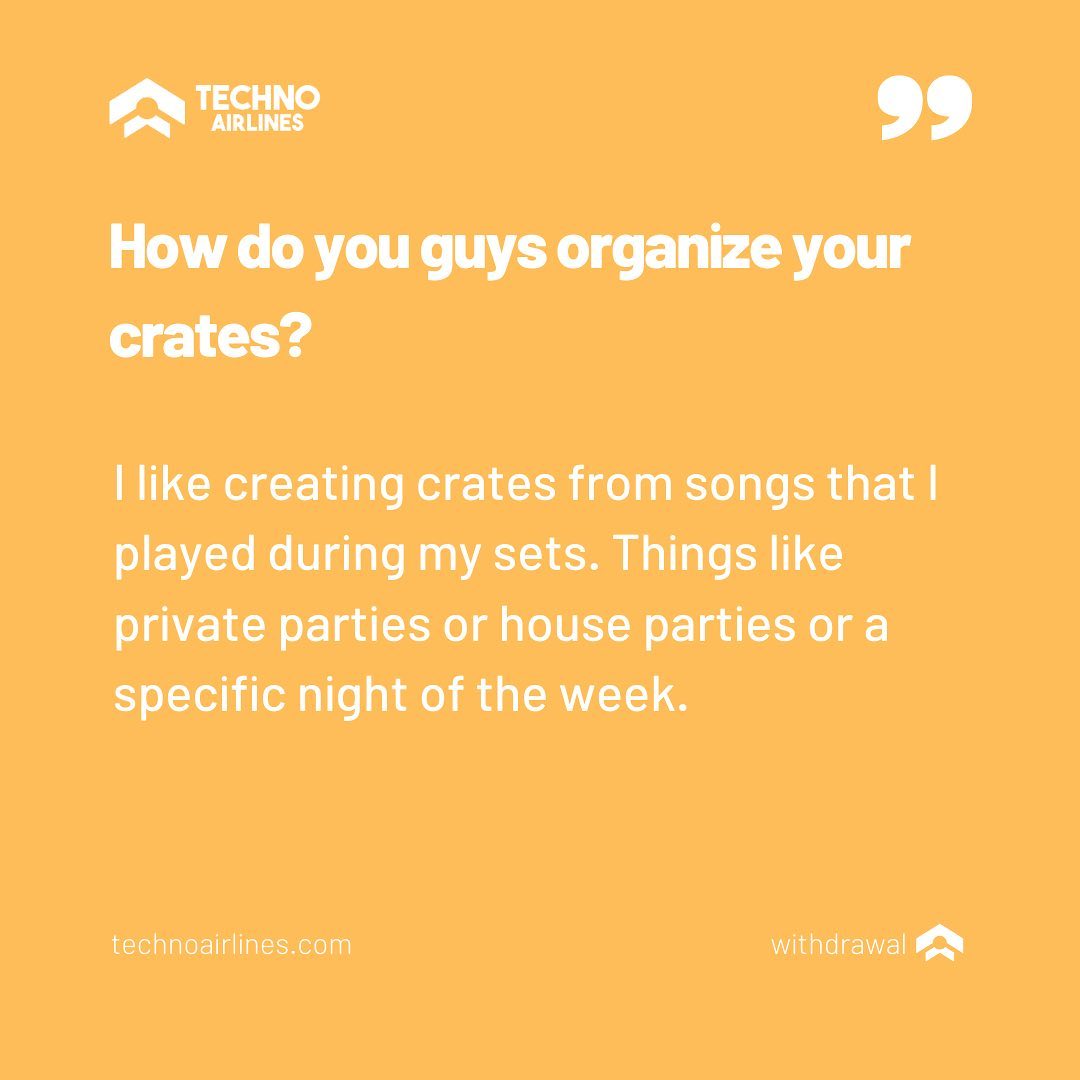 TECHNO
AIRLINES
How do you guys organize your
crates?
I like creating crates from songs that I
played during my sets. Things like
private parties or house parties or a
specific night of the week.
technoairlines.com
withdrawal